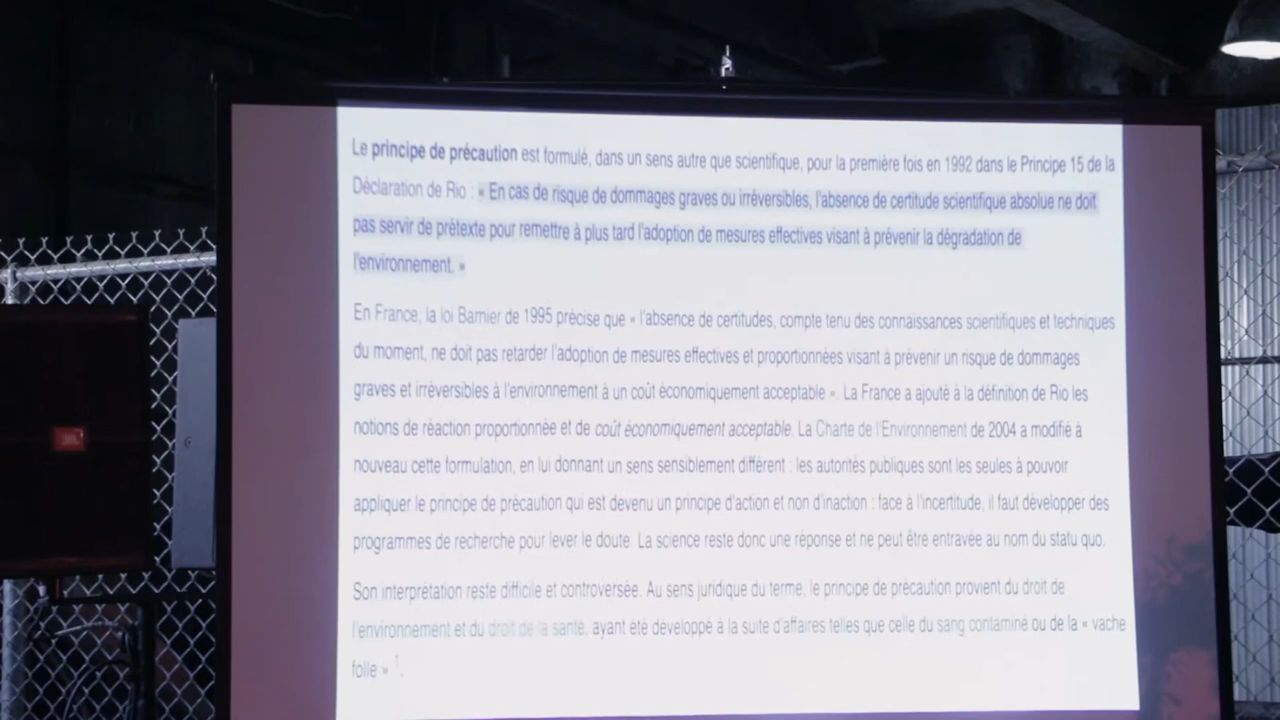 Le principe de précaution est formulé, dans un sens autre que scientifique, pour la première fois en 1992 dans le Principe 15 de la
Déclaration de Rio : « En cas de risque de dommages graves ou irréversibles, l'absence de certitude scientifique absolue ne doit
pas servir de prétexte pour remettre à plus tard l'adoption de mesures effectives visant à prévenir la dégradation de
l'environnement. »
En France, la loi Barnier de 1995 précise que « l'absence de certitudes, compte tenu des connaissances scientifiques et techniques
du moment, ne doit pas retarder l'adoption de mesures effectives et proportionnées visant à prévenir un risque de dommages
graves et irréversibles à l'environnement à un coût économiquement acceptable ». La France a ajouté à la définition de Rio les
notions de réaction proportionnée et de coût économiquement acceptable. La Charte de l'Environnement de 2004 a modifié à
nouveau cette formulation, en lui donnant un sens sensiblement différent : les autorités publiques sont les seules à pouvoir
appliquer le principe de précaution qui est devenu un principe d'action et non d'inaction : face à l'incertitude, il faut développer des
programmes de recherche pour lever le doute. La science reste donc une réponse et ne peut être entravée au nom du statu quo.
Son interprétation reste difficile et controversée. Au sens juridique du terme, le principe de précaution provient du droit de
l'environnement et du droit de la santé, ayant été développé à la suite d'affaires telles que celle du sang contaminé ou de la « vache
folle » 1.